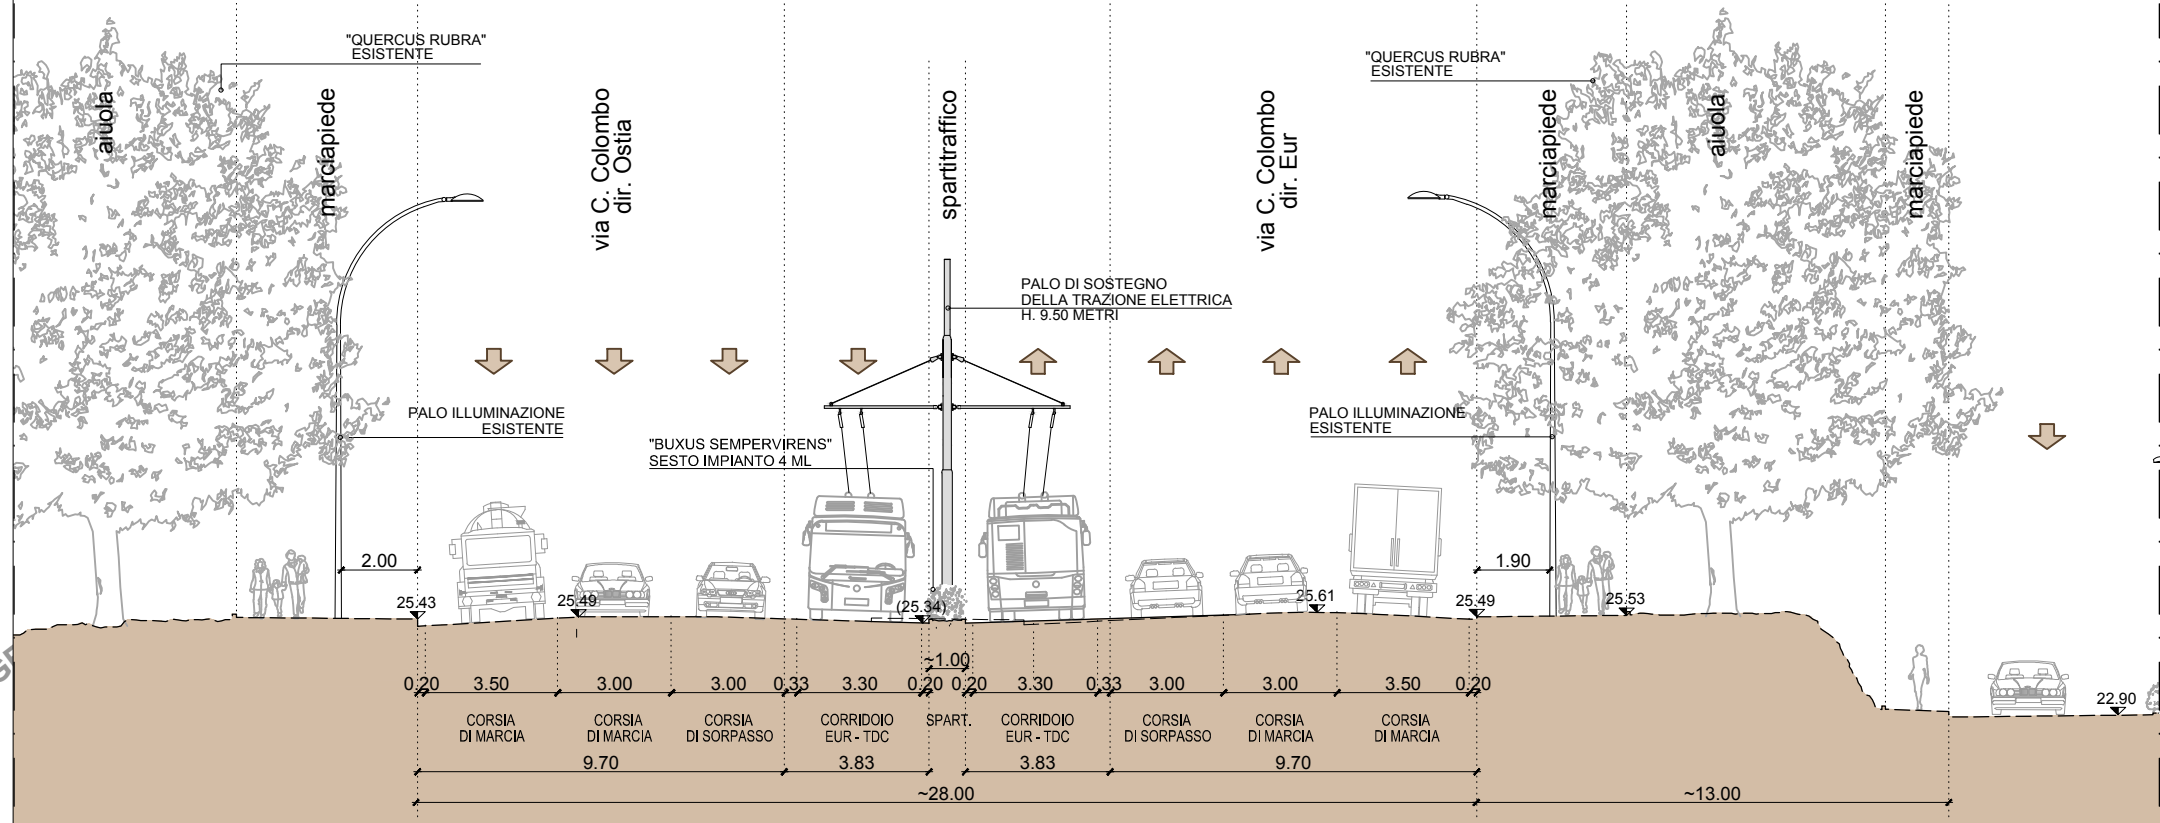 "QUERCUS RUBRA"
ESISTENTE
"QUERCUS RUBRA"
ESISTENTE
aiuola
marciapiede
via C. Colombo
dir. Ostia
spartitraffico
via C. Colombo
dir. Eur
marciapiede
aiuola
marciapiede
PALO DI SOSTEGNO
DELLA TRAZIONE ELETTRICA
H. 9.50 METRI
PALO ILLUMINAZIONE
ESISTENTE
"BUXUS SEMPERVIRENS"
SESTO IMPIANTO 4 ML
PALO ILLUMINAZIONE
ESISTENTE
2.00
1.90
25.43
25.49
(25.34)
25.61
25.49
25.53
22.90
~1.00
0.20 3.50 3.00 3.00 0.33 3.30 0.20 0.20 3.30 0.33 3.00 3.00 3.50 0.20
CORSIA
DI MARCIA
CORSIA
DI MARCIA
CORSIA
DI SORPASSO
CORRIDOIO
EUR - TDC
SPART.
CORRIDOIO
EUR - TDC
CORSIA
DI SORPASSO
CORSIA
DI MARCIA
CORSIA
DI MARCIA
9.70 3.83 3.83 9.70
~28.00 ~13.00